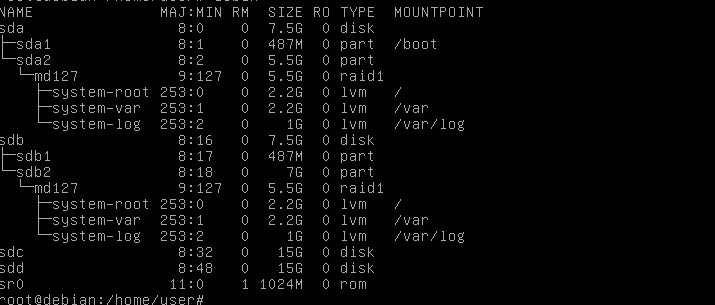 NAME MAJ:MIN RM SIZE RO TYPE MOUNTPOINT
sda 8:0 0 7.5G 0 disk
├─sda1 8:1 0 487M 0 part /boot
└─sda2 8:2 0 5.5G 0 part
  └─md127 9:127 0 5.5G 0 raid1
    ├─system-root 253:0 0 2.2G 0 lvm /
    ├─system-var 253:1 0 2.2G 0 lvm /var
    └─system-log 253:2 0 1G 0 lvm /var/log
sdb 8:16 0 7.5G 0 disk
├─sdb1 8:17 0 487M 0 part
└─sdb2 8:18 0 7G 0 part
  └─md127 9:127 0 5.5G 0 raid1
    ├─system-root 253:0 0 2.2G 0 lvm /
    ├─system-var 253:1 0 2.2G 0 lvm /var
    └─system-log 253:2 0 1G 0 lvm /var/log
sdc 8:32 0 15G 0 disk
sdd 8:48 0 15G 0 disk
sr0 11:0 1 1024M 0 rom
root@debian:/home/user#